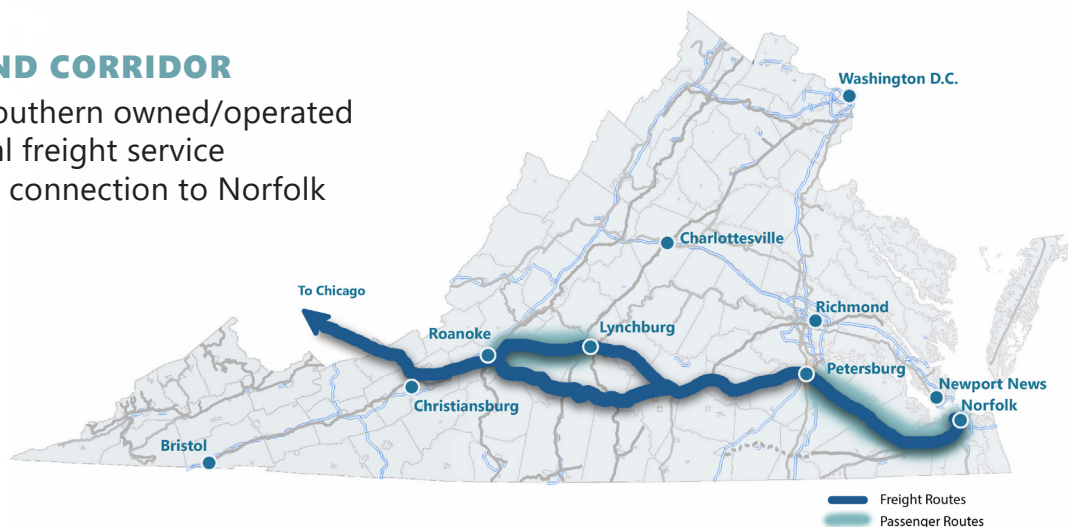 ND CORRIDOR
outhern owned/operated
al freight service
connection to Norfolk
Washington D.C.
Charlottesville
To Chicago
Richmond
Roanoke
Lynchburg
Petersburg
Newport News
Christiansburg
Norfolk
Bristol
Freight Routes
Passenger Routes